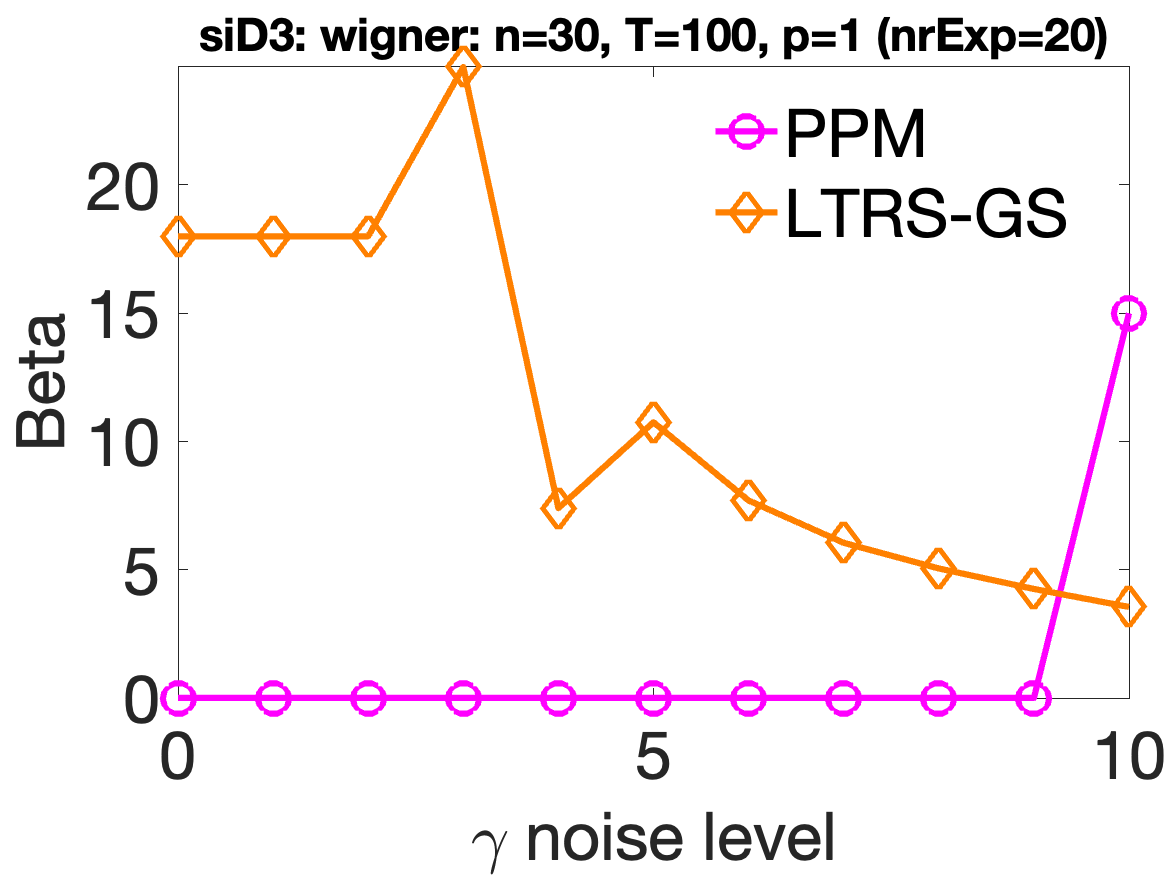 siD3: wigner: n=30, T=100, p=1 (nrExp=20)
PPM
LTRS-GS
20
15
10
5
0
Beta
0 5 10
γ noise level